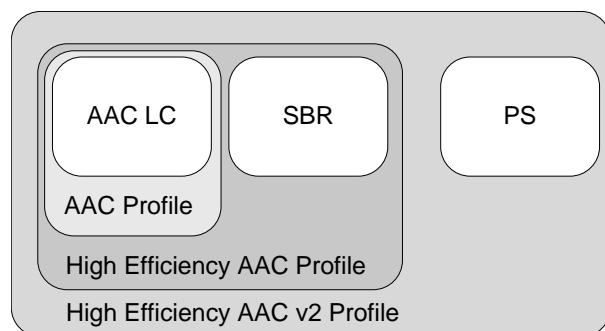 AAC LC
SBR
PS
AAC Profile
High Efficiency AAC Profile
High Efficiency AAC v2 Profile